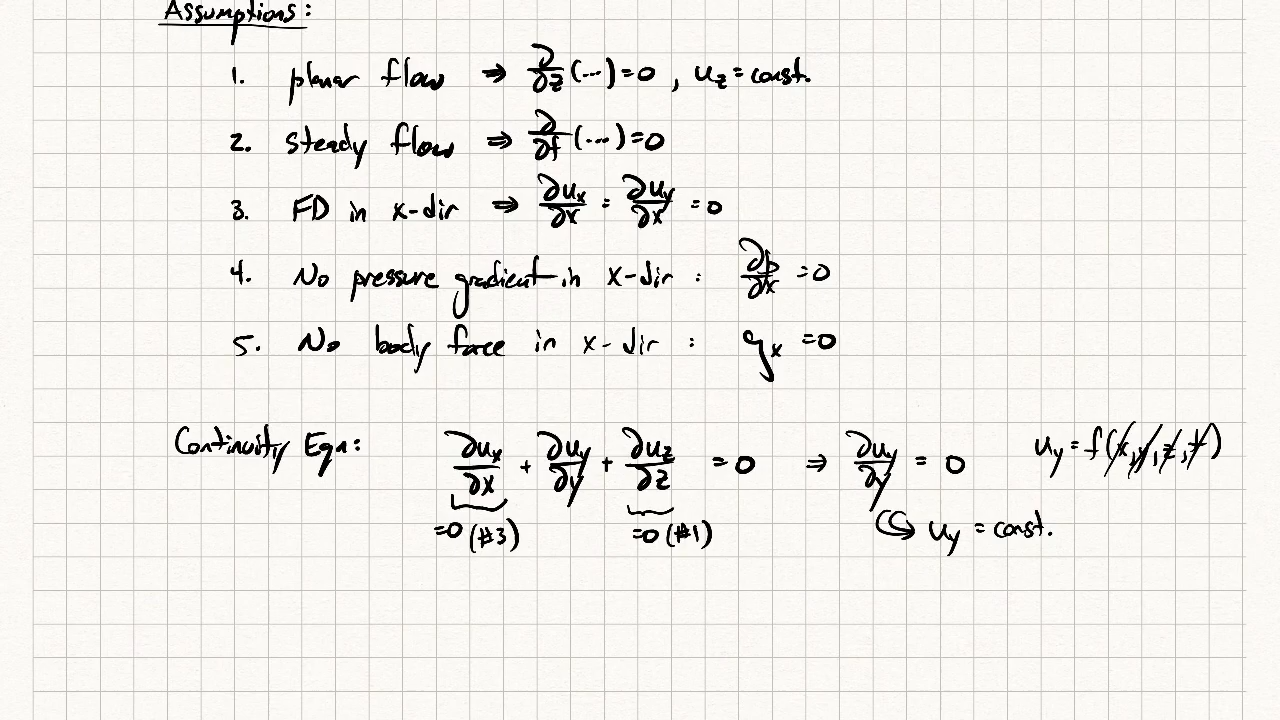 Assumptions:
1. planar flow ⇒ ∂/∂z (...) = 0 , u_z = const.
2. steady flow ⇒ ∂/∂t (...) = 0
3. FD in x-dir ⇒ ∂u_x/∂x = ∂u_y/∂x = 0
4. No pressure gradient in x-dir : ∂p/∂x = 0
5. No body force in x-dir : g_x = 0
Continuity Eqn: ∂u_x/∂x + ∂u_y/∂y + ∂u_z/∂z = 0 ⇒ ∂u_y/∂y = 0 u_y = f(x, y, z, t)
=0 (#3) =0 (#1) u_y = const.